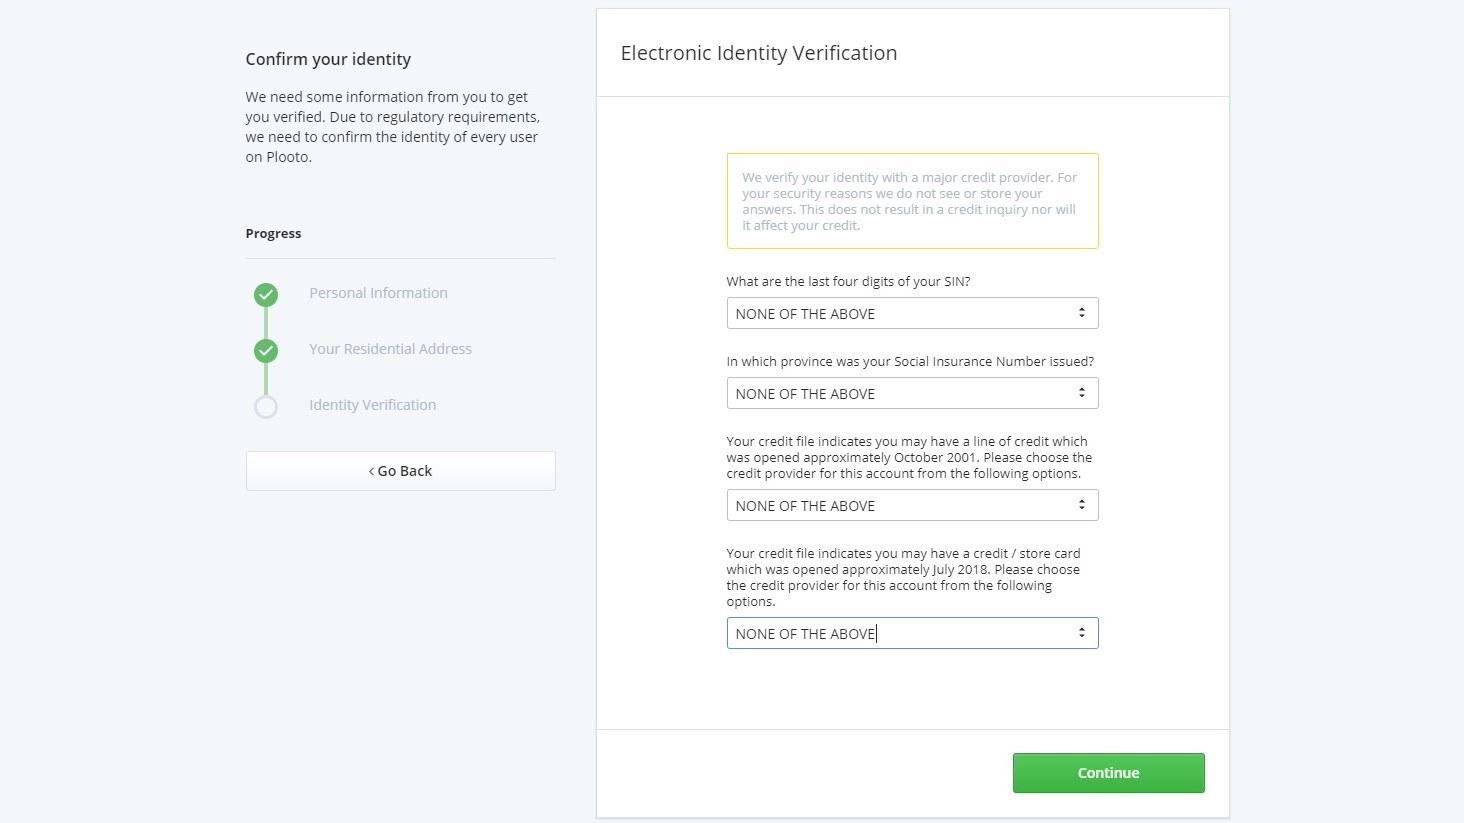 Confirm your identity
We need some information from you to get
you verified. Due to regulatory requirements,
we need to confirm the identity of every user
on Plooto.
Progress
Personal Information
Your Residential Address
Identity Verification
‹ Go Back
Electronic Identity Verification
We verify your identity with a major credit provider. For
your security reasons we do not see or store your
answers. This does not result in a credit inquiry nor will
it affect your credit.
What are the last four digits of your SIN?
NONE OF THE ABOVE
In which province was your Social Insurance Number issued?
NONE OF THE ABOVE
Your credit file indicates you may have a line of credit which
was opened approximately October 2001. Please choose the
credit provider for this account from the following options.
NONE OF THE ABOVE
Your credit file indicates you may have a credit / store card
which was opened approximately July 2018. Please choose
the credit provider for this account from the following
options.
NONE OF THE ABOVE
Continue